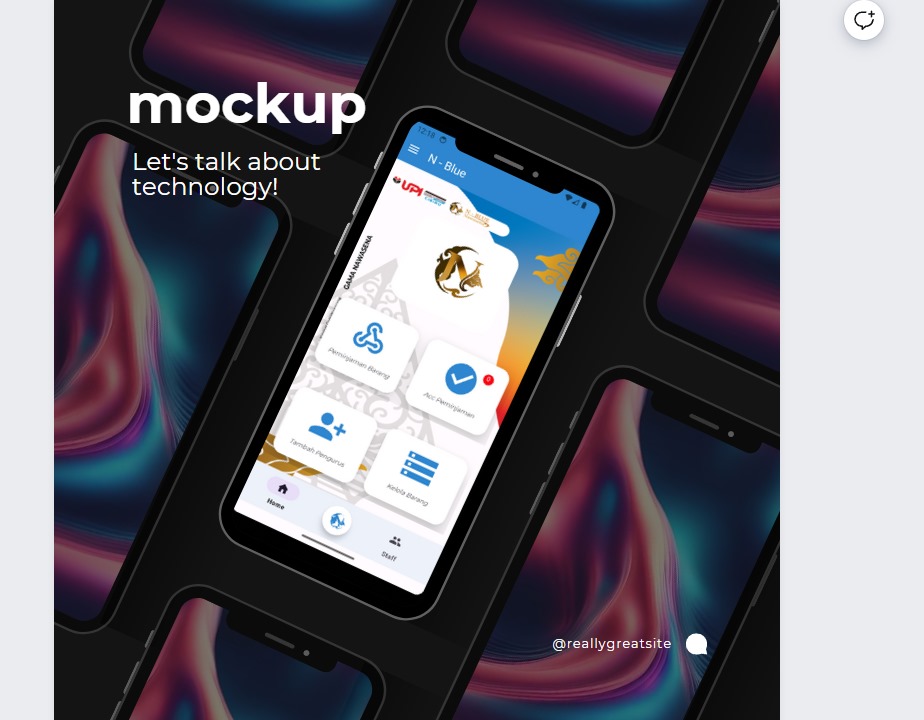 mockup
Let's talk about
technology!
12:18
N - Blue
UPI
N - BLUE
GAMA NAWASENA
Peminjaman Barang
Acc Peminjaman
0
Tambah Pengurus
Kelola Barang
Home
Staff
@reallygreatsite